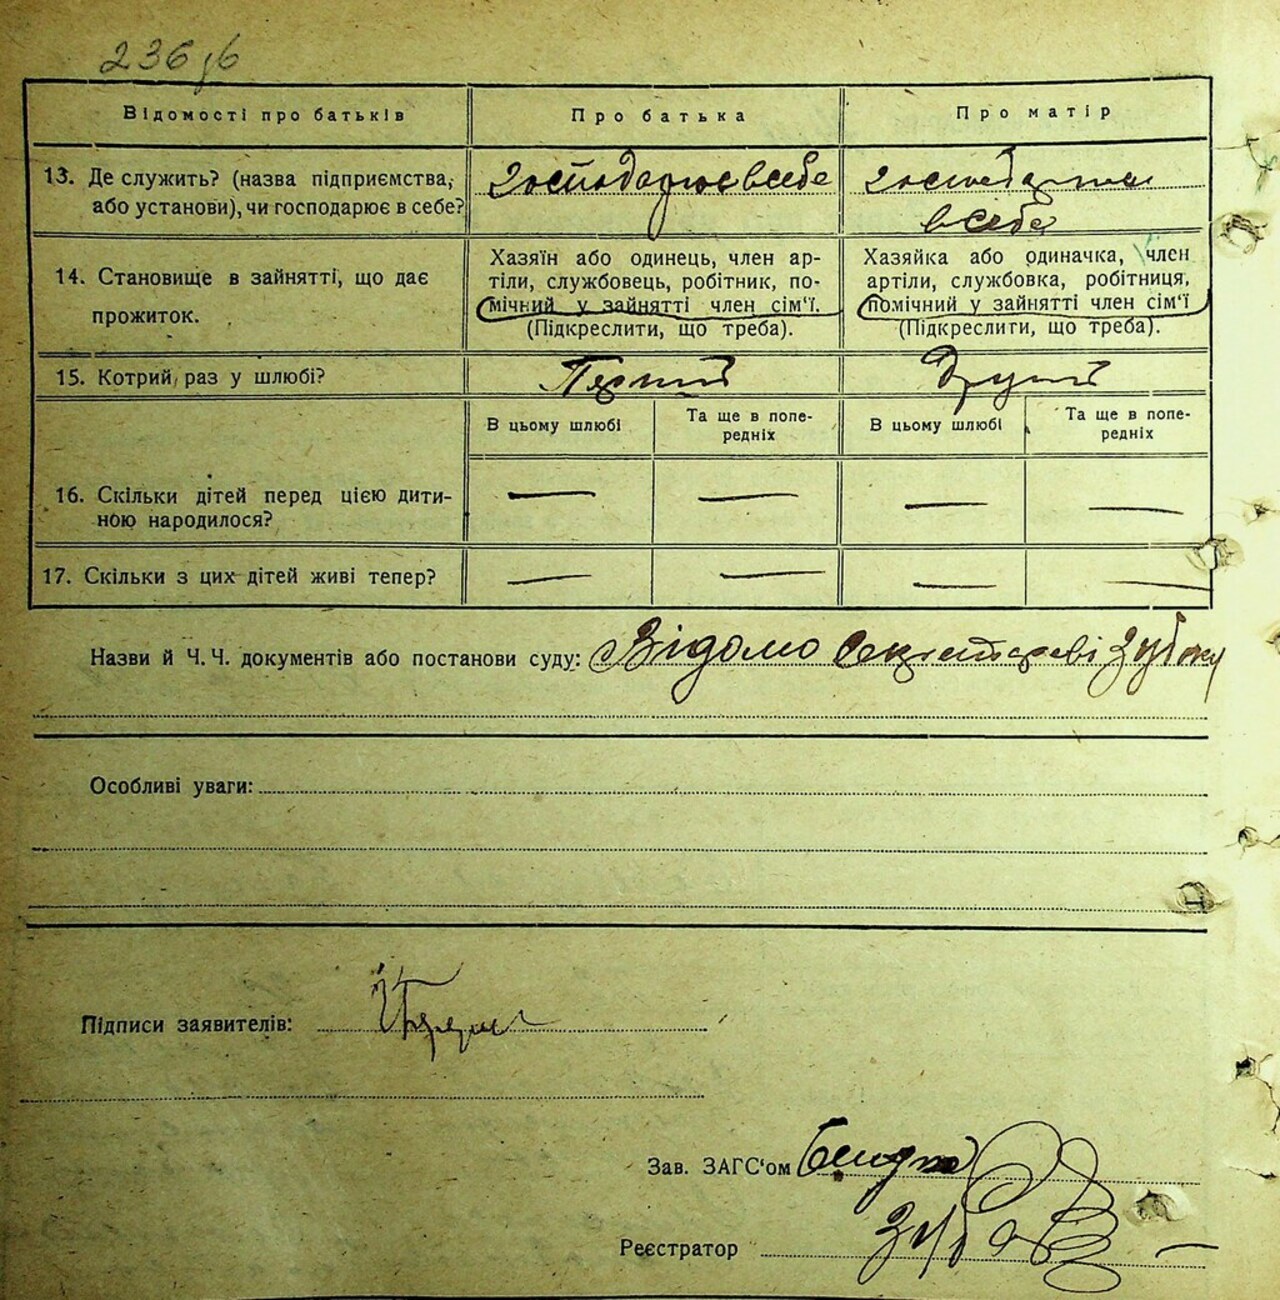 236 зв
Відомості про батьків
Про батька
Про матір
13. Де служить? (назва підприємства, або установи), чи господарює в себе?
господарює в себе
господарює
в себе
14. Становище в зайнятті, що дає
прожиток.
Хазяїн або одинець, член ар-
тіли, службовець, робітник, по-
мічний у зайнятті член сім'ї.
(Підкреслити, що треба).
Хазяйка або одиначка, член
артіли, службовка, робітниця,
помічний у зайнятті член сім'ї
(Підкреслити, що треба).
15. Котрий раз у шлюбі?
Перший
Другий
В цьому шлюбі
Та ще в попе-
редніх
В цьому шлюбі
Та ще в попе-
редніх
16. Скільки дітей перед цією дити-
ною народилося?
— — — —
17. Скільки з цих дітей живі тепер?
— — — —
Назви й Ч. Ч. документів або постанови суду: Відомо секретареві Зубоку
Особливі уваги:
Підписи заявителів:
Зав. ЗАГС'ом
Реєстратор